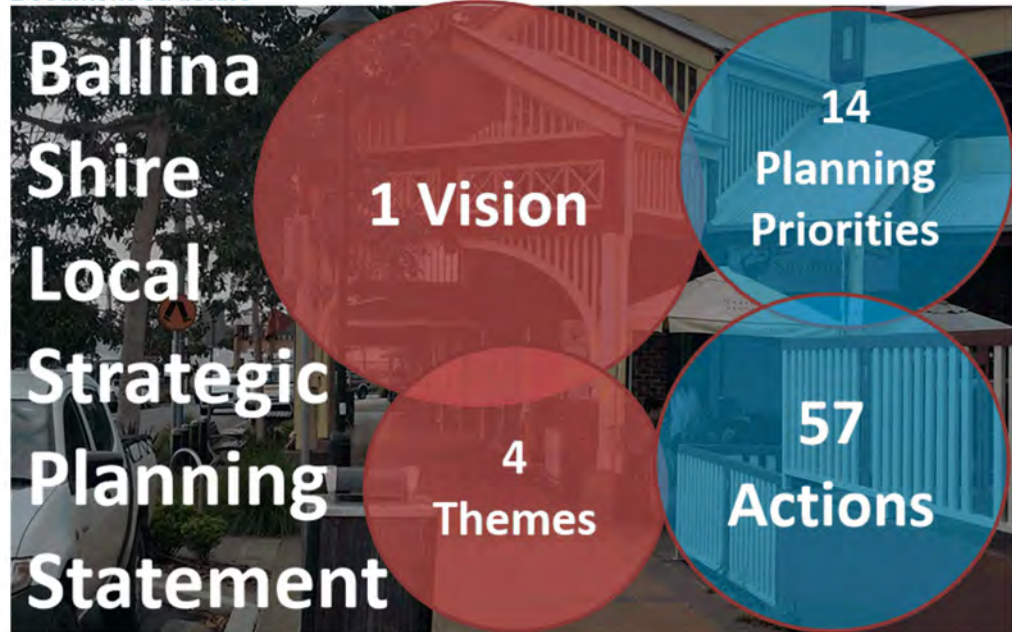 Ballina
Shire
Local
Strategic
Planning
Statement
1 Vision
14
Planning
Priorities
4
Themes
57
Actions